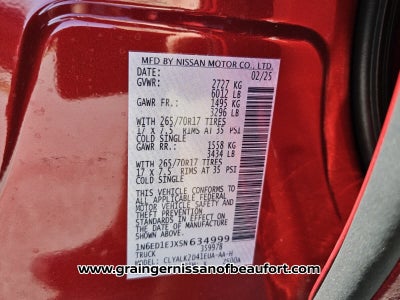 MFD BY NISSAN MOTOR CO., LTD.
DATE: 02/25
GVWR: 2727 KG
6012 LB
GAWR FR.: 1495 KG
3296 LB
WITH 265/70R17 TIRES
17 X 7.5 RIMS AT 35 PSI
COLD SINGLE
GAWR RR.: 1558 KG
3434 LB
WITH 265/70R17 TIRES
17 X 7.5 RIMS AT 35 PSI
COLD SINGLE
THIS VEHICLE CONFORMS TO
ALL APPLICABLE FEDERAL
MOTOR VEHICLE SAFETY
STANDARDS IN EFFECT ON
THE DATE OF MANUFACTURE
SHOWN ABOVE.
1N6ED1EJXSN634999
TRUCK 359978
MODEL: CLYALKZD41EUA-AA-H
www.graingernissanofbeaufort.com